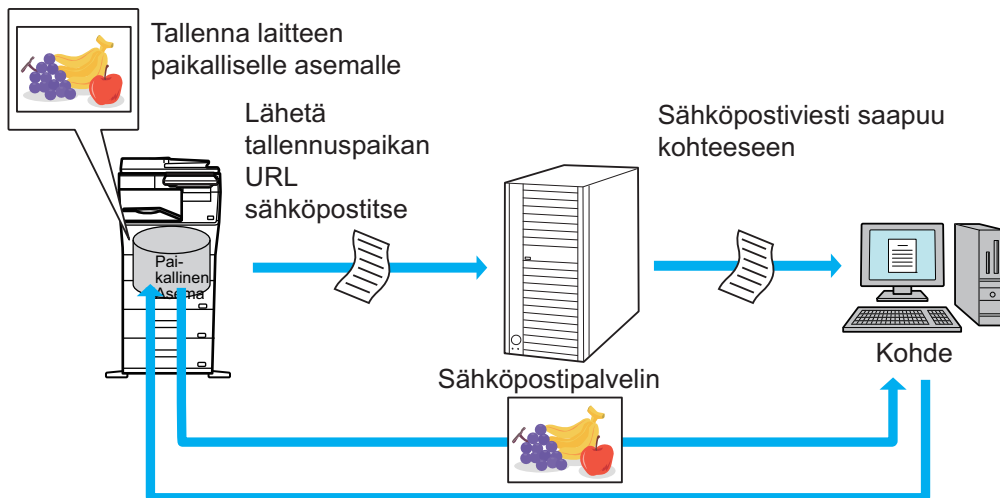 Tallenna laitteen
paikalliselle asemalle
Lähetä
tallennuspaikan
URL
sähköpostitse
Sähköpostiviesti saapuu
kohteeseen
Pai-
kallinen
Asema
Kohde
Sähköpostipalvelin